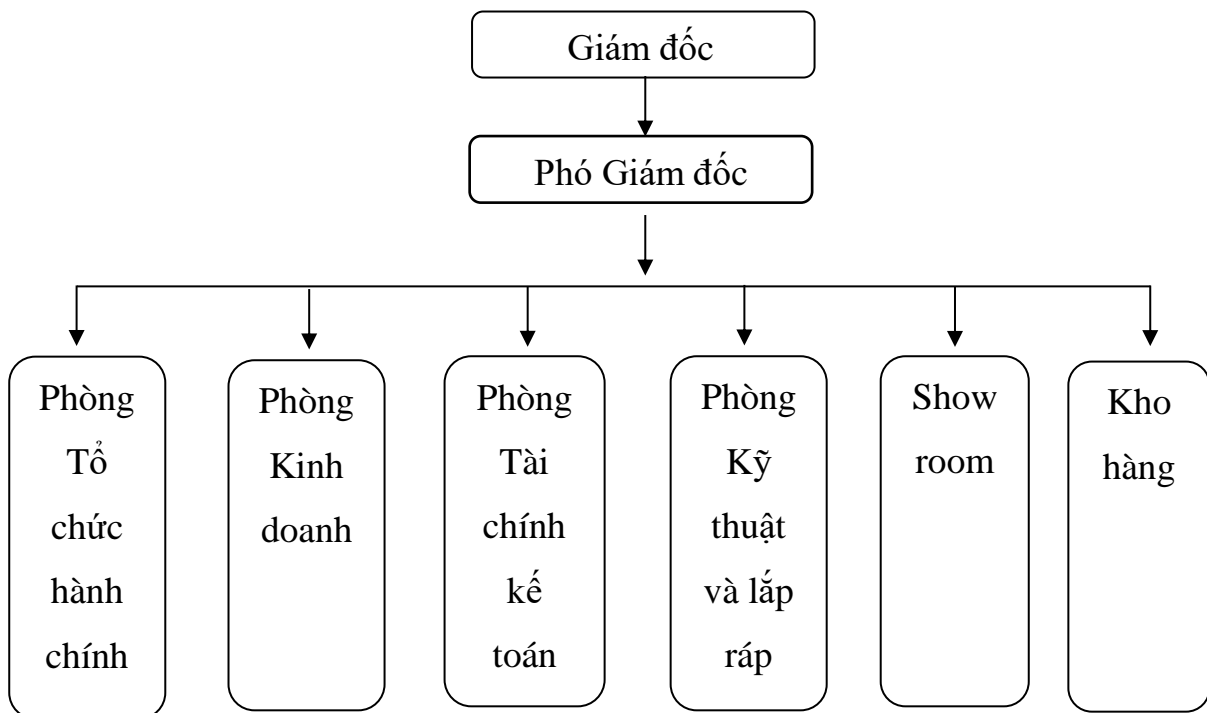 Giám đốc
Phó Giám đốc
Phòng
Tổ
chức
hành
chính
Phòng
Kinh
doanh
Phòng
Tài
chính
kế
toán
Phòng
Kỹ
thuật
và lắp
ráp
Show
room
Kho
hàng